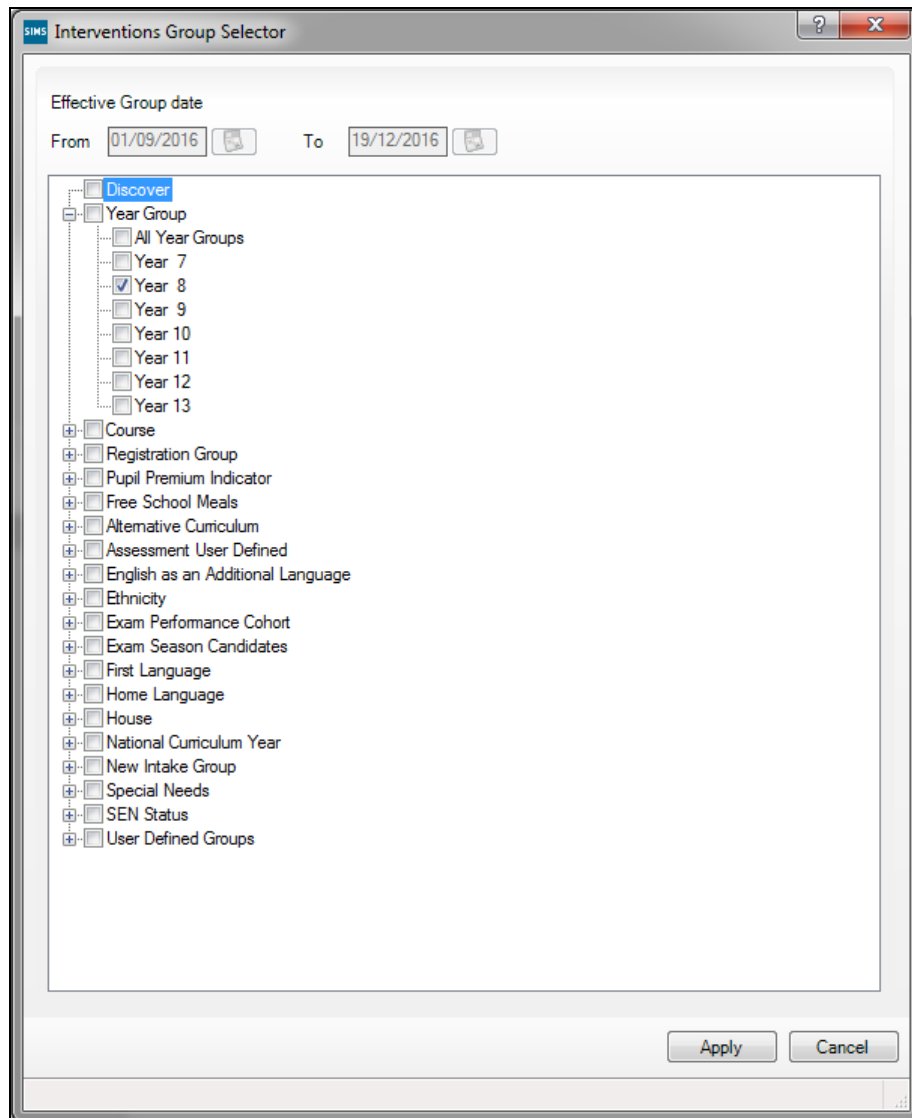 SIMS Interventions Group Selector
Effective Group date
From 01/09/2016 To 19/12/2016
Discover
Year Group
All Year Groups
Year 7
Year 8
Year 9
Year 10
Year 11
Year 12
Year 13
Course
Registration Group
Pupil Premium Indicator
Free School Meals
Alternative Curriculum
Assessment User Defined
English as an Additional Language
Ethnicity
Exam Performance Cohort
Exam Season Candidates
First Language
Home Language
House
National Curriculum Year
New Intake Group
Special Needs
SEN Status
User Defined Groups
Apply Cancel